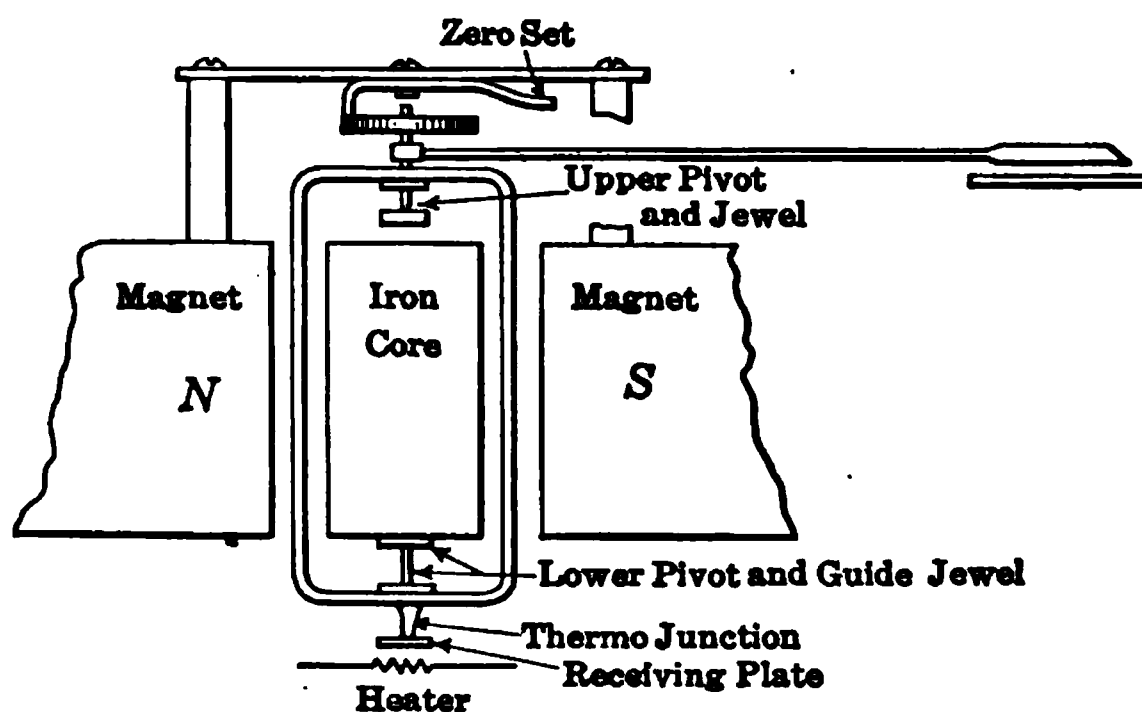 Zero Set
Upper Pivot
and Jewel
Magnet
N
Iron
Core
Magnet
S
Lower Pivot and Guide Jewel
Thermo Junction
Receiving Plate
Heater